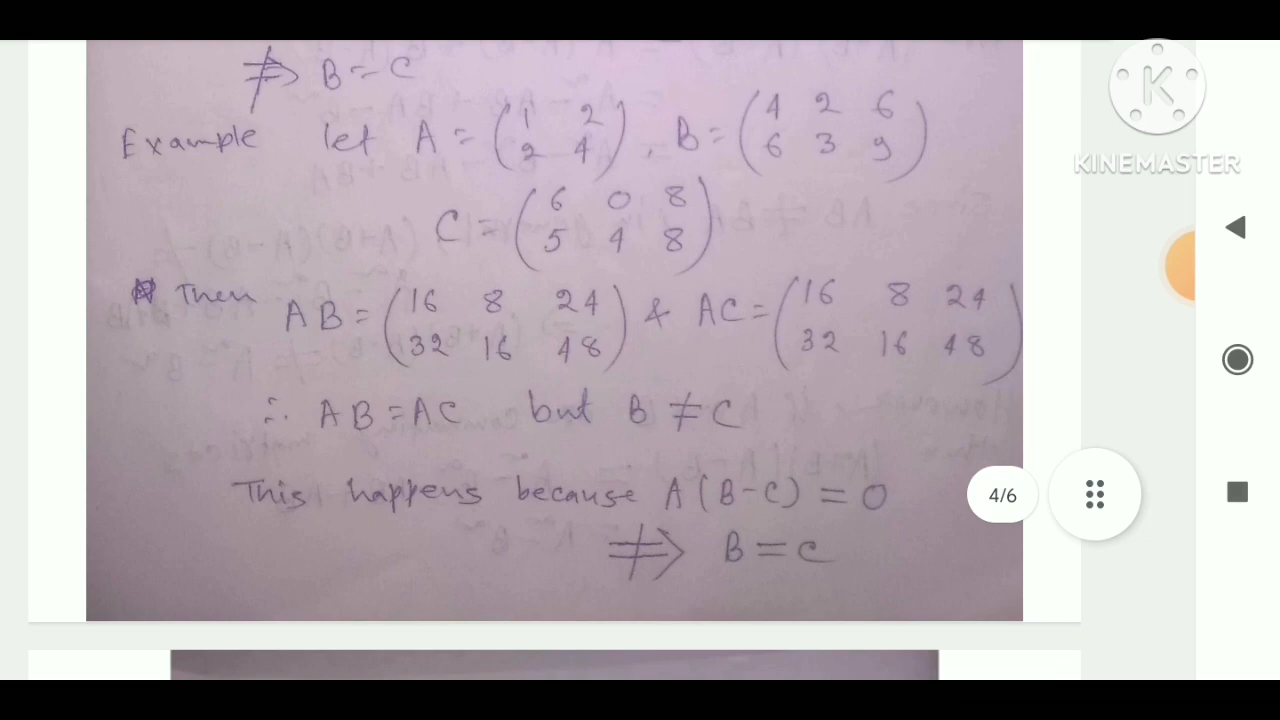 ⇏ B = C
Example let A = (1 2
2 4), B = (4 2 6
6 3 9)
C = (6 0 8
5 4 8)
Then AB = (16 8 24
32 16 48) & AC = (16 8 24
32 16 48)
∴ AB = AC but B ≠ C
This happens because A(B-C) = 0
⇏ B = C
4/6
KINEMASTER